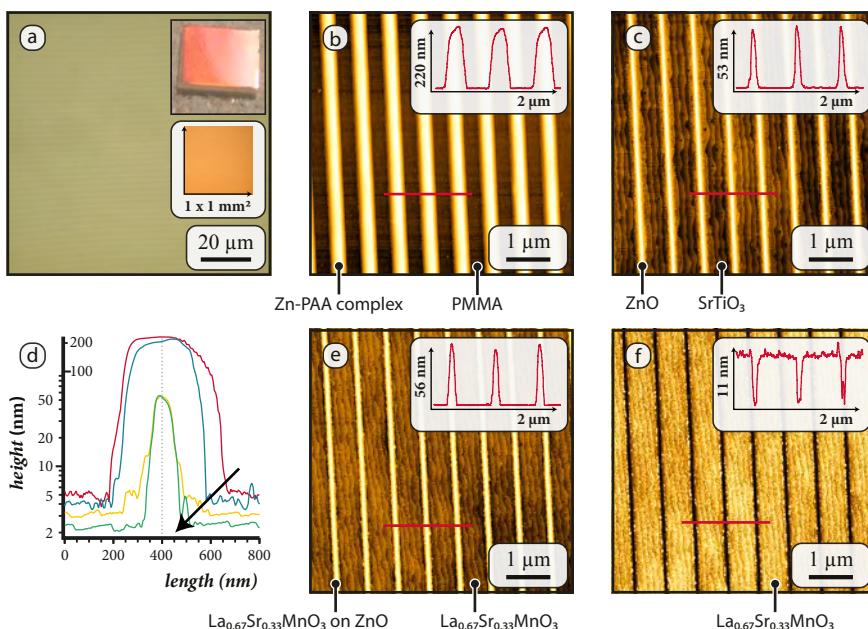 a
1 x 1 mm²
20 µm
b
220 nm
2 µm
1 µm
Zn-PAA complex
PMMA
c
53 nm
2 µm
1 µm
ZnO
SrTiO₃
d
height (nm)
200
100
50
10
5
2
0
200
400
600
800
length (nm)
e
56 nm
2 µm
1 µm
La₀.₆₇Sr₀.₃₃MnO₃ on ZnO
La₀.₆₇Sr₀.₃₃MnO₃
f
11 nm
2 µm
1 µm
La₀.₆₇Sr₀.₃₃MnO₃